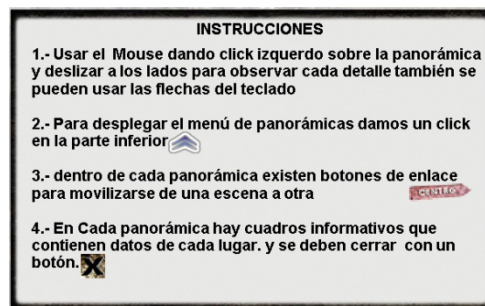 INSTRUCCIONES
1.- Usar el Mouse dando click izquerdo sobre la panorámica
y deslizar a los lados para observar cada detalle también se
pueden usar las flechas del teclado
2.- Para desplegar el menú de panorámicas damos un click
en la parte inferior
3.- dentro de cada panorámica existen botones de enlace
para movilizarse de una escena a otra
CENTRO
4.- En Cada panorámica hay cuadros informativos que
contienen datos de cada lugar. y se deben cerrar con un
botón. X